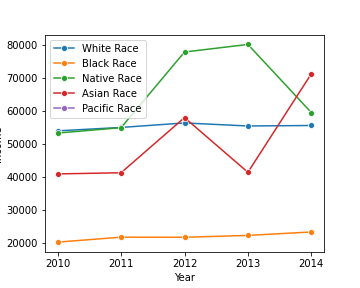 White Race
Black Race
Native Race
Asian Race
Pacific Race
80000
70000
60000
50000
40000
30000
20000
2010 2011 2012 2013 2014
Year